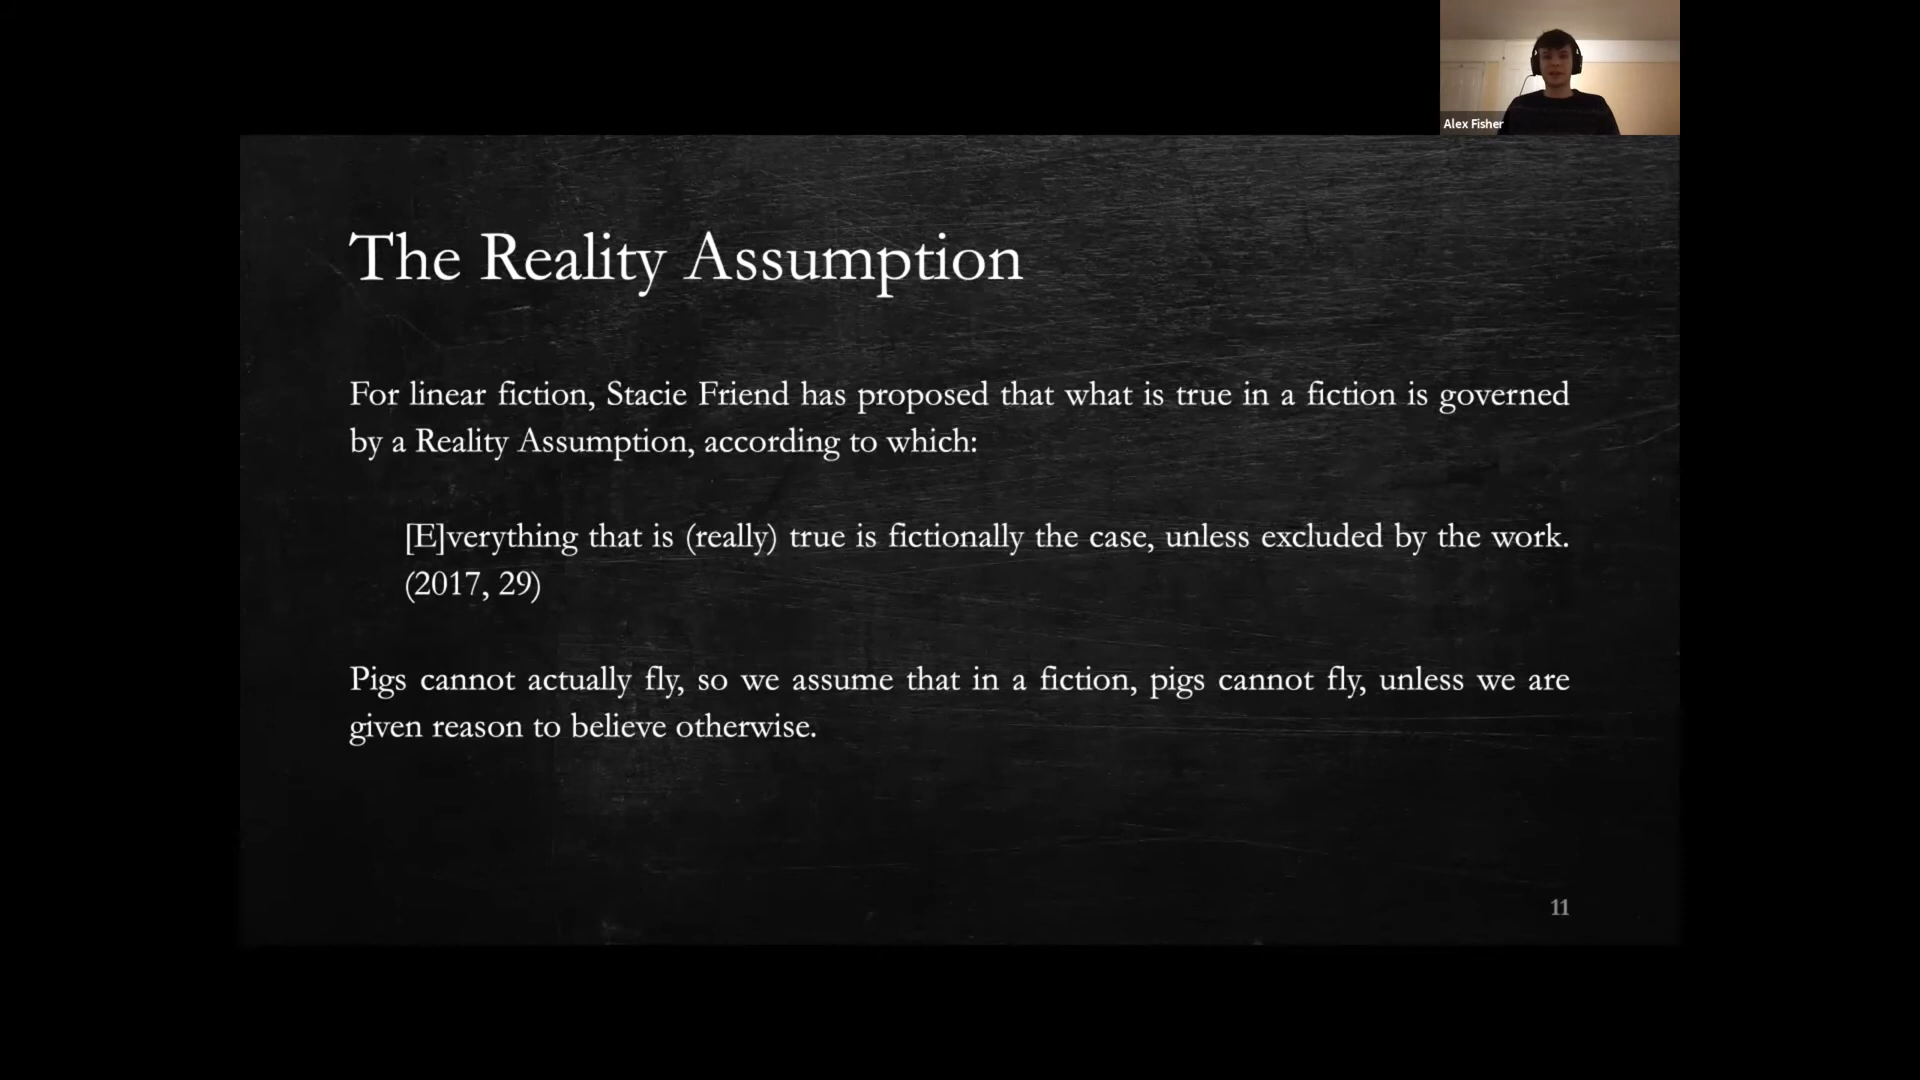 Alex Fisher
The Reality Assumption
For linear fiction, Stacie Friend has proposed that what is true in a fiction is governed
by a Reality Assumption, according to which:
[E]verything that is (really) true is fictionally the case, unless excluded by the work.
(2017, 29)
Pigs cannot actually fly, so we assume that in a fiction, pigs cannot fly, unless we are
given reason to believe otherwise.
11